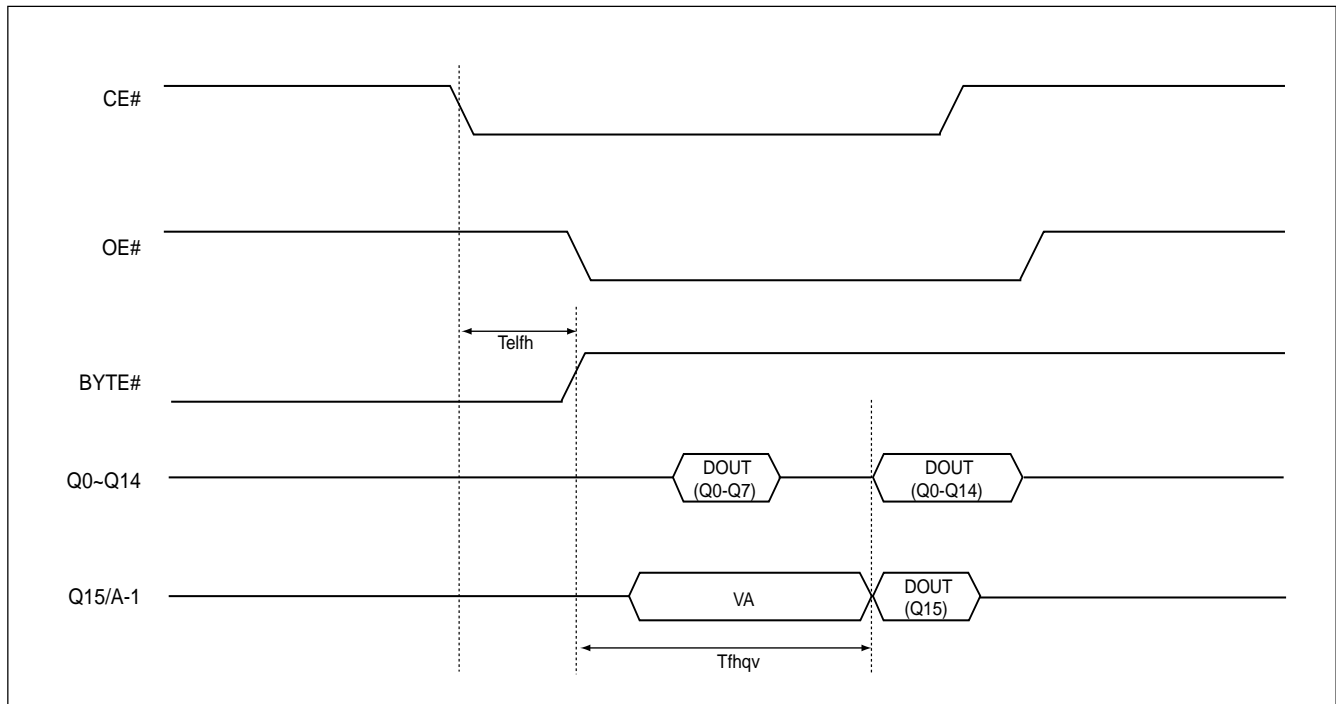 CE#
OE#
Telfh
BYTE#
Q0~Q14
DOUT
(Q0-Q7)
DOUT
(Q0-Q14)
Q15/A-1
VA
DOUT
(Q15)
Tfhqv